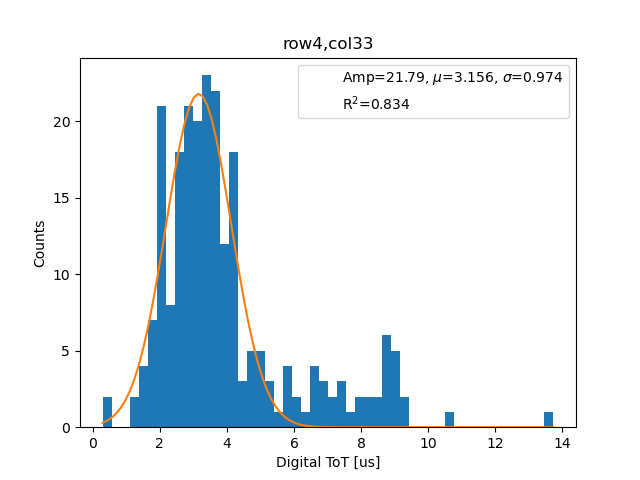 row4,col33
Amp=21.79, μ=3.156, σ=0.974
R²=0.834
Counts
20
15
10
5
0
0 2 4 6 8 10 12 14
Digital ToT [us]